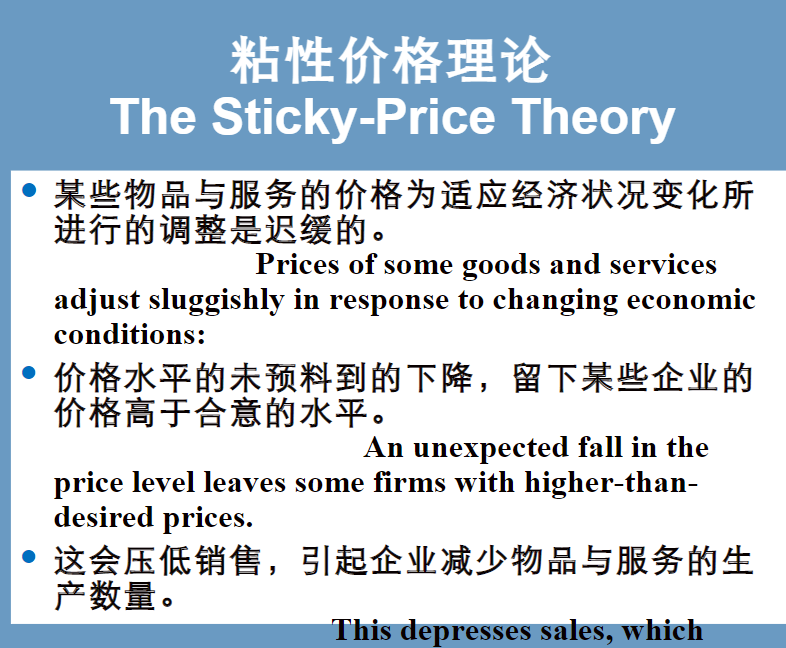 粘性价格理论
The Sticky-Price Theory
• 某些物品与服务的价格为适应经济状况变化所
进行的调整是迟缓的。
Prices of some goods and services
adjust sluggishly in response to changing economic
conditions:
• 价格水平的未预料到的下降，留下某些企业的
价格高于合意的水平。
An unexpected fall in the
price level leaves some firms with higher-than-
desired prices.
• 这会压低销售，引起企业减少物品与服务的生
产数量。
This depresses sales, which